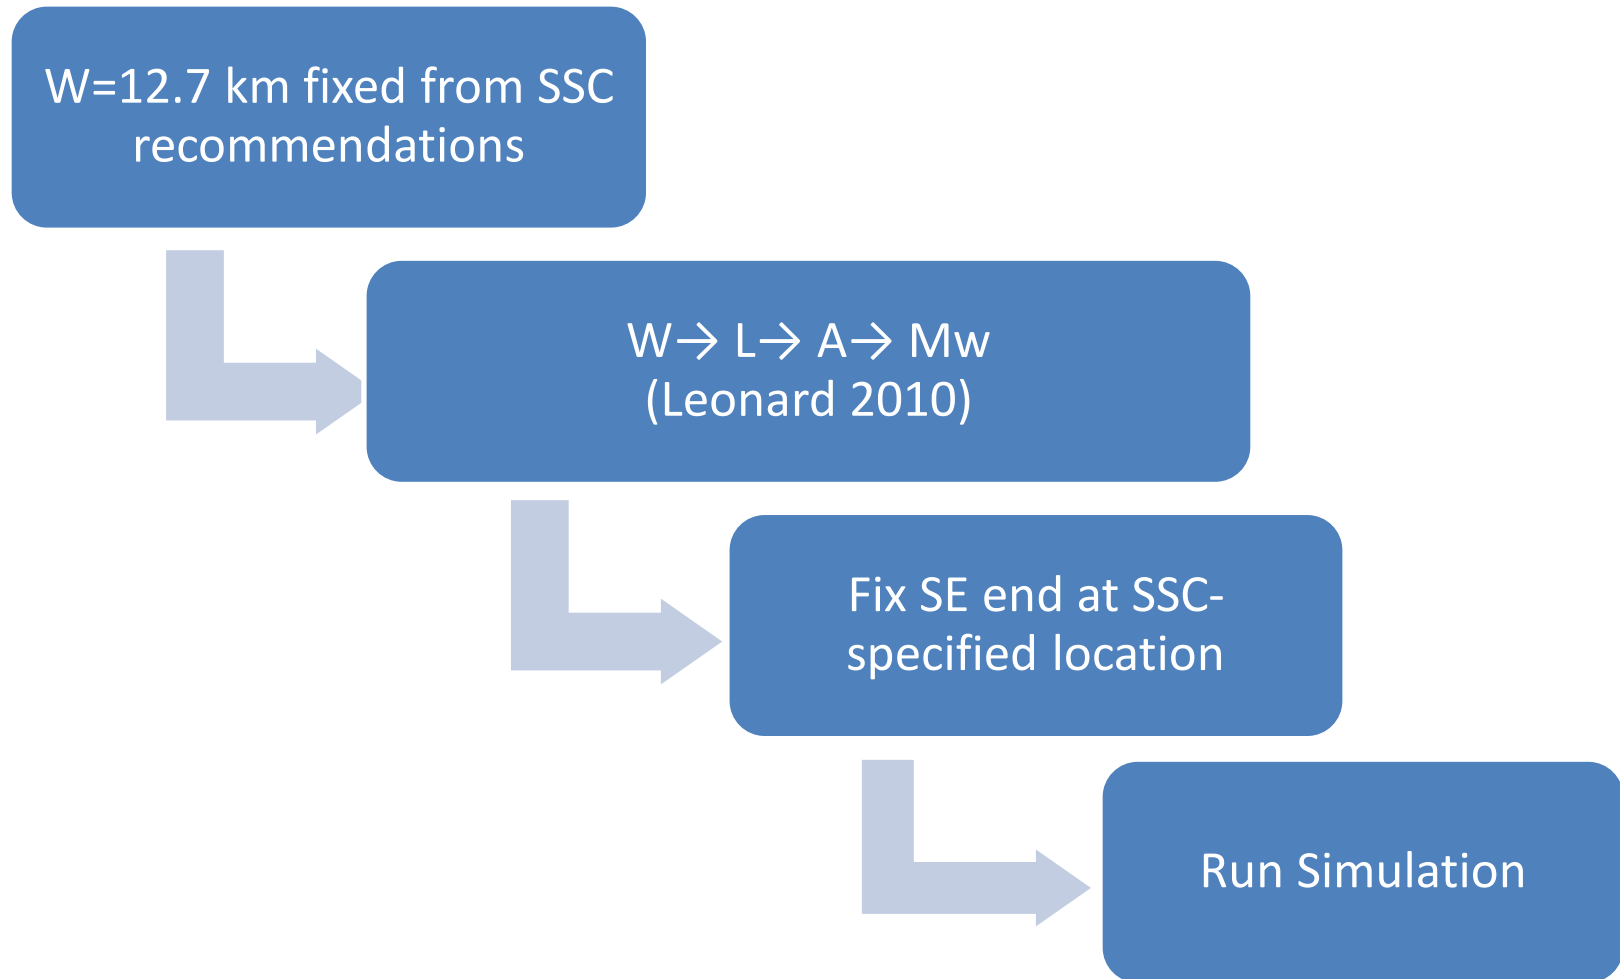 W=12.7 km fixed from SSC
recommendations
W→ L→ A→ Mw
(Leonard 2010)
Fix SE end at SSC-
specified location
Run Simulation